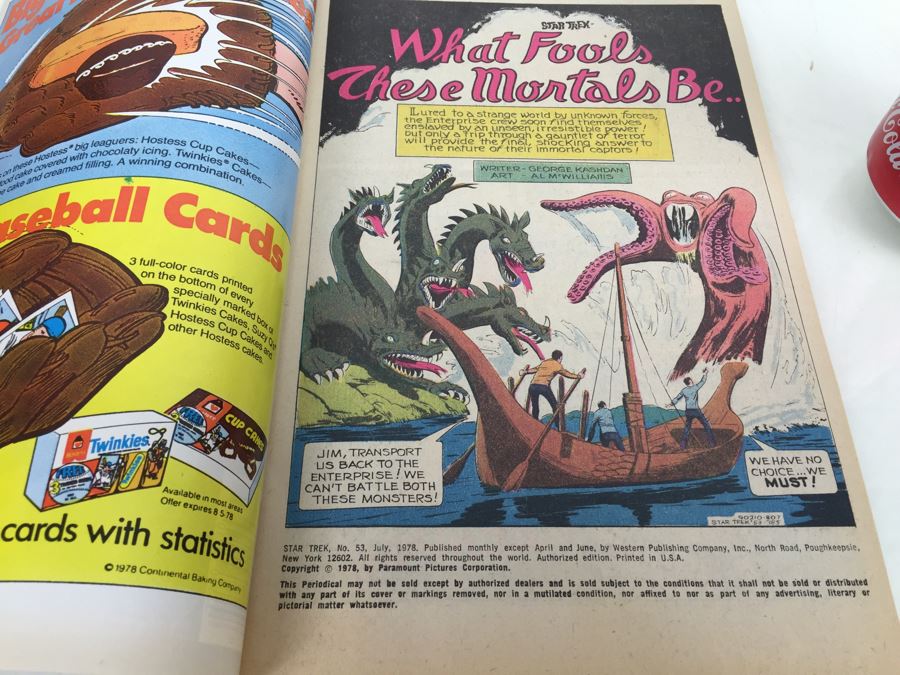 on these Hostess® big leaguers: Hostess Cup Cakes—
food cake covered with chocolaty icing. Twinkies® Cakes—
cake and creamed filling. A winning combination.
aseball Cards
3 full-color cards printed
on the bottom of every
specially marked box of
Twinkies Cakes, Suzy Q's®
Hostess Cup Cakes and
other Hostess cakes.
Twinkies
CUP CAKES
FREE
3
Available in most areas
Offer expires 8·5·78
cards with statistics
© 1978 Continental Baking Company
STAR TREK
What Fools
These Mortals Be..
Lured to a strange world by unknown forces,
the Enterprise crew soon find themselves
enslaved by an unseen, irresistible power!
but only a trip through a gauntlet of terror
will provide the final, shocking answer to
the nature of their immortal captors!
WRITER - GEORGE KASHDAN
ART - AL McWILLIAMS
JIM, TRANSPORT
US BACK TO THE
ENTERPRISE! WE
CAN'T BATTLE BOTH
THESE MONSTERS!
WE HAVE NO
CHOICE...WE
MUST!
90210-807
STAR TREK #53 785
STAR TREK, No. 53, July, 1978. Published monthly except April and June, by Western Publishing Company, Inc., North Road, Poughkeepsie,
New York 12602. All rights reserved throughout the world. Authorized edition. Printed in U.S.A.
Copyright © 1978, by Paramount Pictures Corporation.
This Periodical may not be sold except by authorized dealers and is sold subject to the conditions that it shall not be sold or distributed
with any part of its cover or markings removed, nor in a mutilated condition, nor affixed to nor as part of any advertising, literary or
pictorial matter whatsoever.
Cola